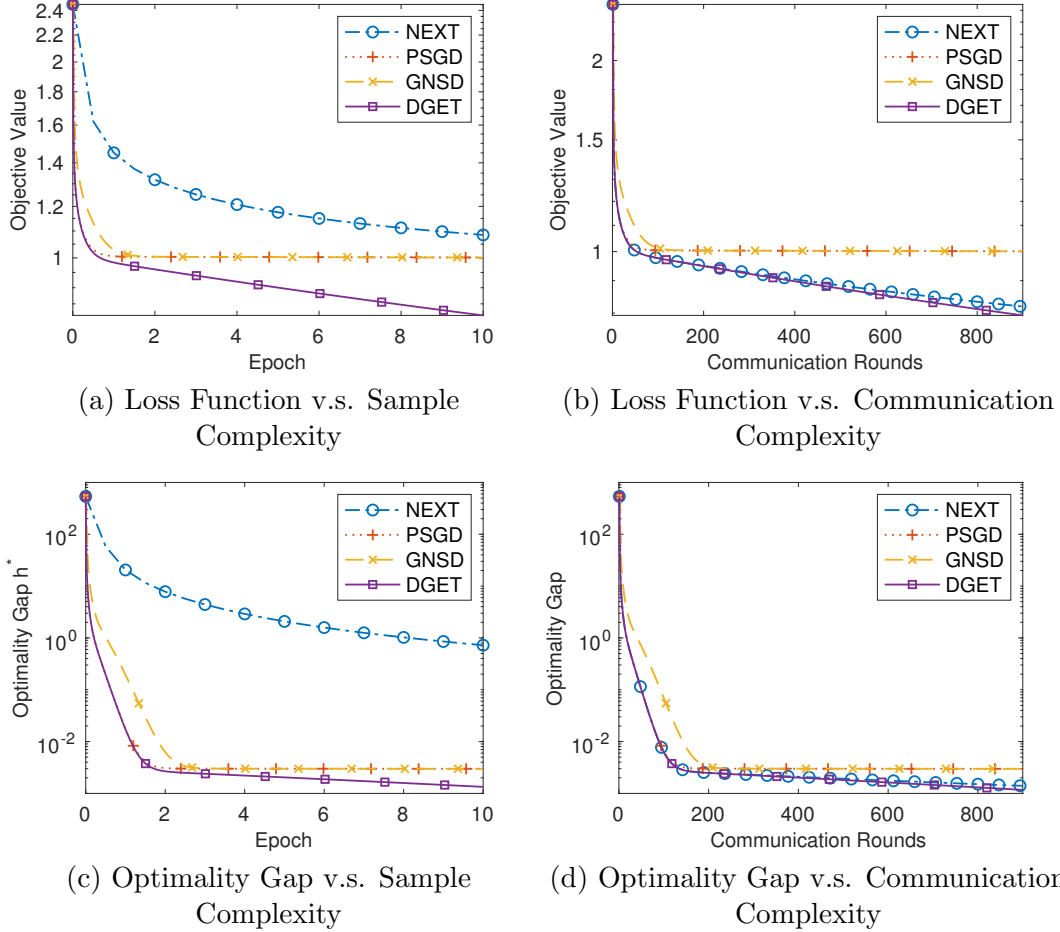 2.4
2.2
2
1.8
1.6
1.4
1.2
1
Objective Value
0 2 4 6 8 10
Epoch
NEXT
PSGD
GNSD
DGET
(a) Loss Function v.s. Sample
Complexity
2
1.5
1
Objective Value
0 200 400 600 800
Communication Rounds
NEXT
PSGD
GNSD
DGET
(b) Loss Function v.s. Communication
Complexity
10^2
10^0
10^-2
Optimality Gap h^*
0 2 4 6 8 10
Epoch
NEXT
PSGD
GNSD
DGET
(c) Optimality Gap v.s. Sample
Complexity
10^2
10^0
10^-2
Optimality Gap
0 200 400 600 800
Communication Rounds
NEXT
PSGD
GNSD
DGET
(d) Optimality Gap v.s. Communication
Complexity